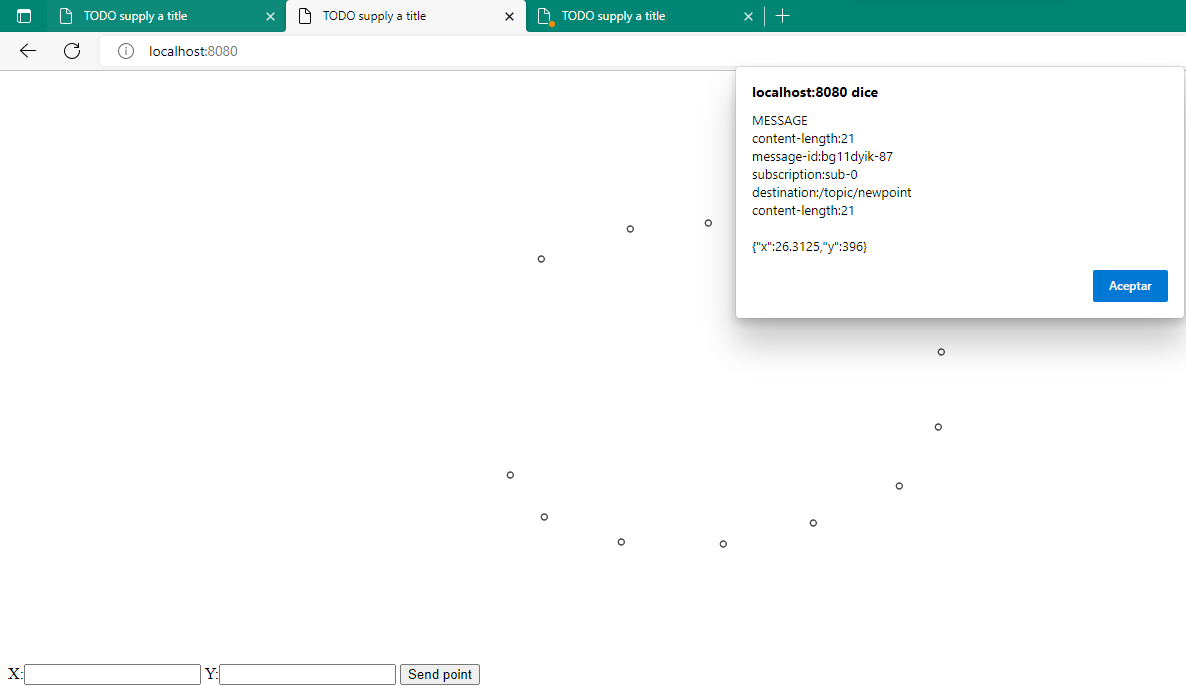 TODO supply a title
TODO supply a title
TODO supply a title
localhost:8080
localhost:8080 dice
MESSAGE
content-length:21
message-id:bg11dyik-87
subscription:sub-0
destination:/topic/newpoint
content-length:21
{"x":26.3125,"y":396}
Aceptar
X: Y: Send point